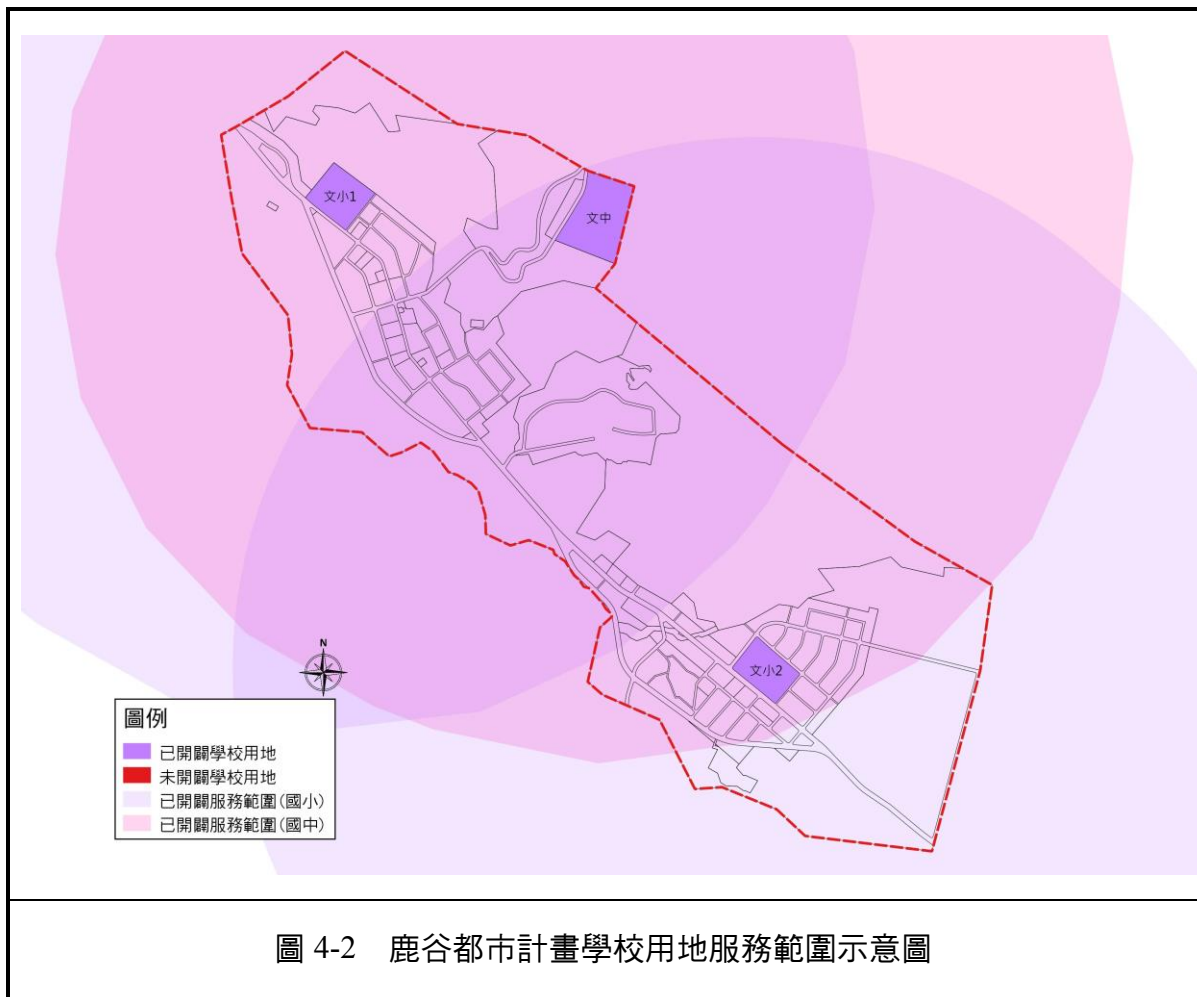 文小1
文中
文小2
N
圖例
已開闢學校用地
未開闢學校用地
已開闢服務範圍(國小)
已開闢服務範圍(國中)
圖 4-2 鹿谷都市計畫學校用地服務範圍示意圖